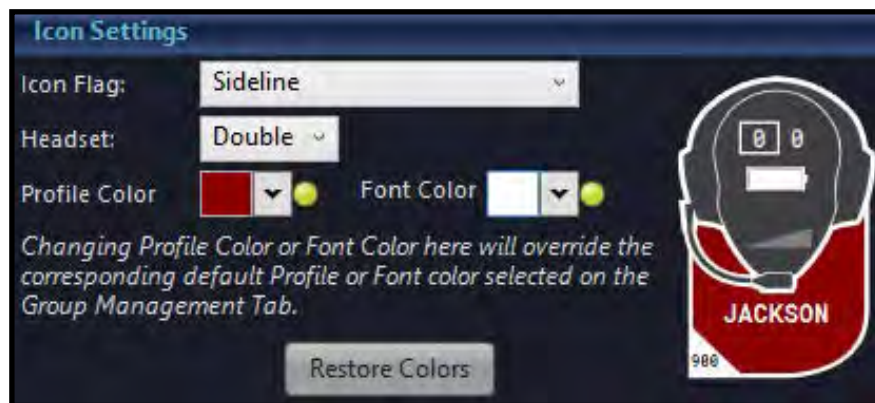 Icon Settings
Icon Flag: Sideline
Headset: Double
Profile Color Font Color
Changing Profile Color or Font Color here will override the
corresponding default Profile or Font color selected on the
Group Management Tab.
Restore Colors
0 0
JACKSON
900